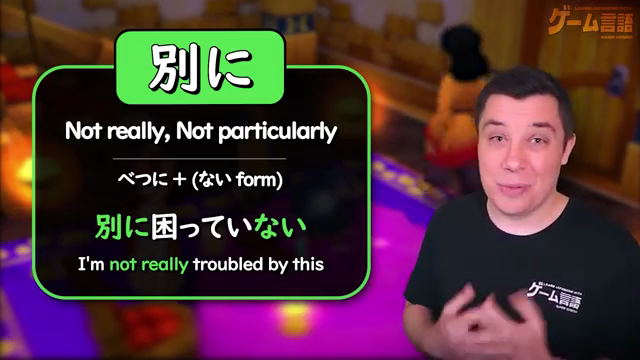 別に
Not really, Not particularly
べつに + (ない form)
別に困っていない
I'm not really troubled by this
ゲーム言語
ゲーム言語